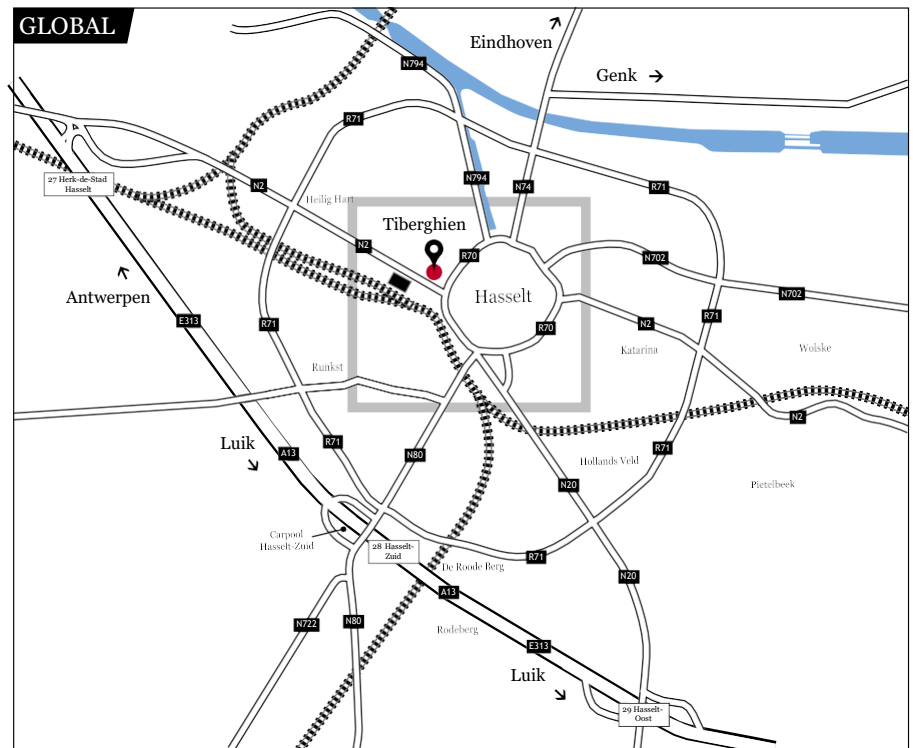 GLOBAL
Eindhoven
N794
Genk
R71
27 Herk-de-Stad
Hasselt
N2
N794
N74
R71
Heilig Hart
Tiberghien
N2
R70
N702
Antwerpen
Hasselt
N702
E313
R71
R70
N2
R71
Katarina
Wolske
Runkst
N2
Luik
R71
A13
N80
R71
Hollands Veld
N20
Pietelbeek
Carpool
Hasselt-Zuid
28 Hasselt-
Zuid
R71
De Roode Berg
N20
A13
N722
N80
Rodeberg
E313
Luik
29 Hasselt-
Oost